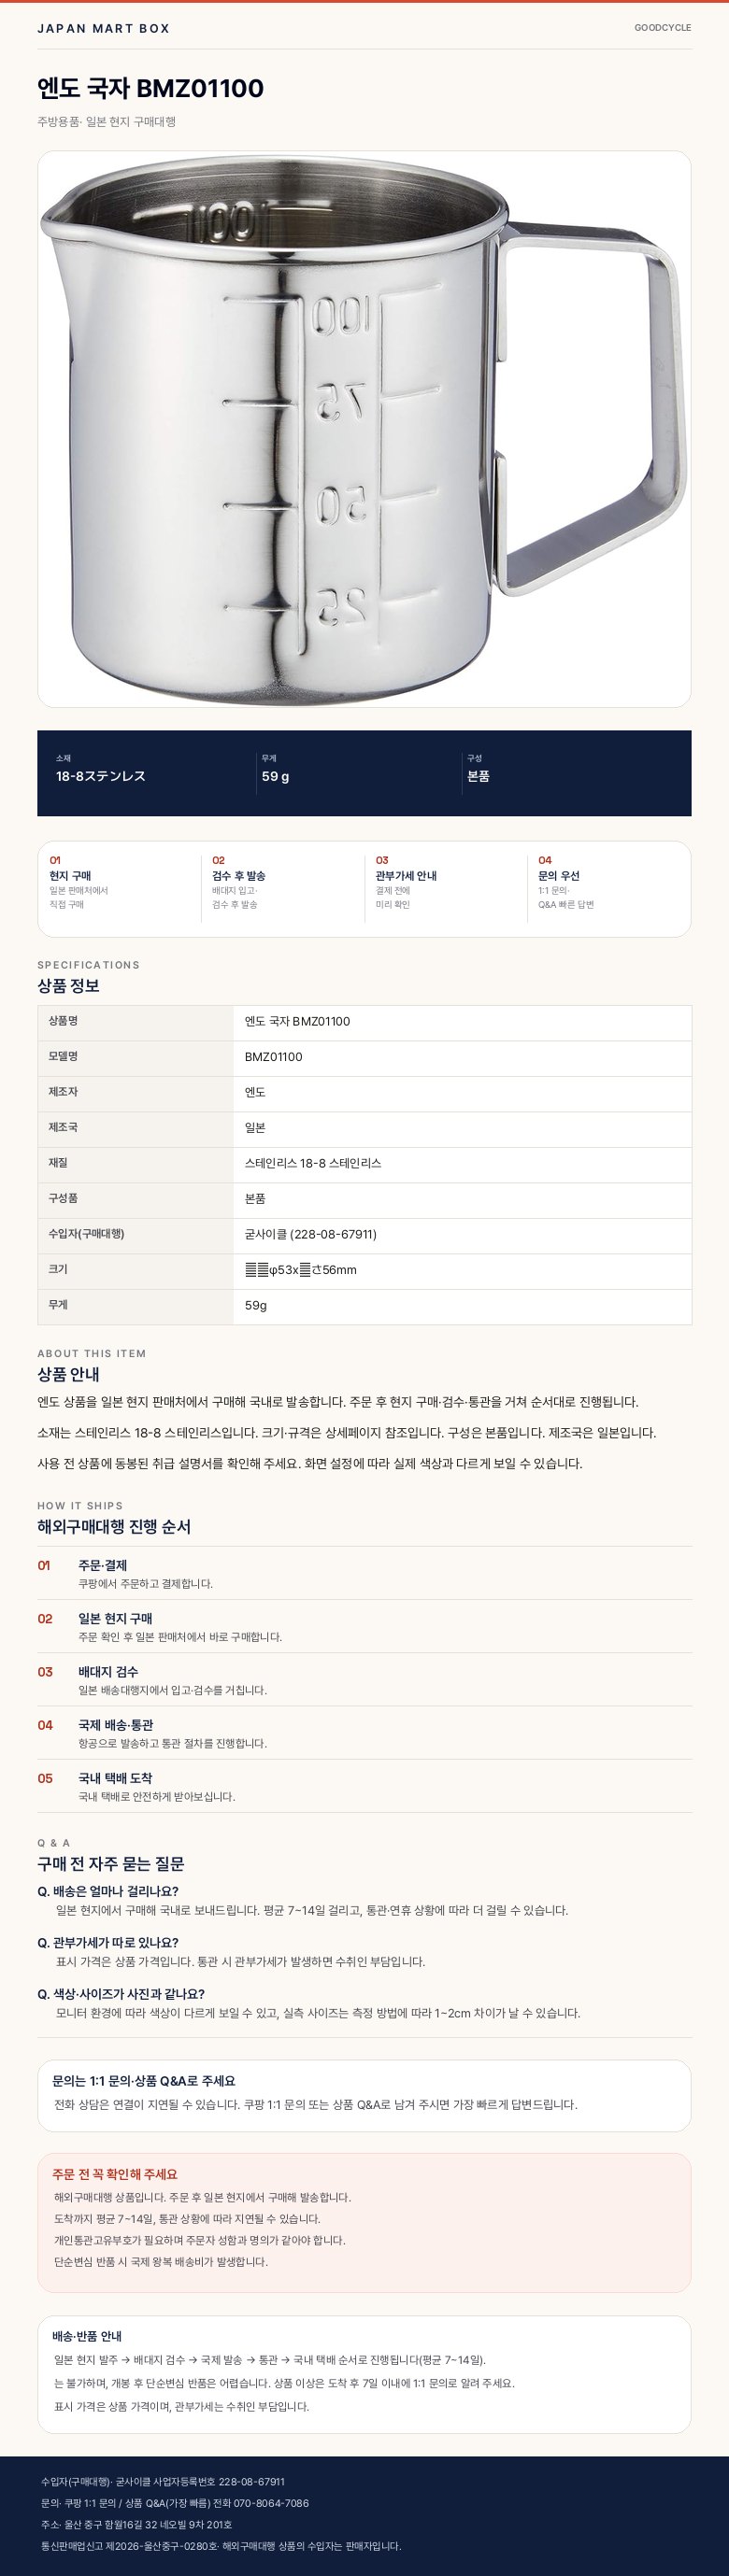 JAPAN MART BOX
GOODCYCLE
엔도 국자 BMZ01100
주방용품· 일본 현지 구매대행
100
100
75
50
25
소재
18-8ステンレス
무게
59 g
구성
본품
01
현지 구매
일본 판매처에서
직접 구매
02
검수 후 발송
배대지 입고·
검수 후 발송
03
관부가세 안내
결제 전에
미리 확인
04
문의 우선
1:1 문의·
Q&A 빠른 답변
SPECIFICATIONS
상품 정보
상품명 엔도 국자 BMZ01100
모델명 BMZ01100
제조자 엔도
제조국 일본
재질 스테인리스 18-8 스테인리스
구성품 본품
수입자(구매대행) 굳사이클 (228-08-67911)
크기 φ53x さ56mm
무게 59g
ABOUT THIS ITEM
상품 안내
엔도 상품을 일본 현지 판매처에서 구매해 국내로 발송합니다. 주문 후 현지 구매·검수·통관을 거쳐 순서대로 진행됩니다.
소재는 스테인리스 18-8 스테인리스입니다. 크기·규격은 상세페이지 참조입니다. 구성은 본품입니다. 제조국은 일본입니다.
사용 전 상품에 동봉된 취급 설명서를 확인해 주세요. 화면 설정에 따라 실제 색상과 다르게 보일 수 있습니다.
HOW IT SHIPS
해외구매대행 진행 순서
01 주문·결제
쿠팡에서 주문하고 결제합니다.
02 일본 현지 구매
주문 확인 후 일본 판매처에서 바로 구매합니다.
03 배대지 검수
일본 배송대행지에서 입고·검수를 거칩니다.
04 국제 배송·통관
항공으로 발송하고 통관 절차를 진행합니다.
05 국내 택배 도착
국내 택배로 안전하게 받아보십니다.
Q & A
구매 전 자주 묻는 질문
Q. 배송은 얼마나 걸리나요?
일본 현지에서 구매해 국내로 보내드립니다. 평균 7~14일 걸리고, 통관·연휴 상황에 따라 더 걸릴 수 있습니다.
Q. 관부가세가 따로 있나요?
표시 가격은 상품 가격입니다. 통관 시 관부가세가 발생하면 수취인 부담입니다.
Q. 색상·사이즈가 사진과 같나요?
모니터 환경에 따라 색상이 다르게 보일 수 있고, 실측 사이즈는 측정 방법에 따라 1~2cm 차이가 날 수 있습니다.
문의는 1:1 문의·상품 Q&A로 주세요
전화 상담은 연결이 지연될 수 있습니다. 쿠팡 1:1 문의 또는 상품 Q&A로 남겨 주시면 가장 빠르게 답변드립니다.
주문 전 꼭 확인해 주세요
해외구매대행 상품입니다. 주문 후 일본 현지에서 구매해 발송합니다.
도착까지 평균 7~14일, 통관 상황에 따라 지연될 수 있습니다.
개인통관고유부호가 필요하며 주문자 성함과 명의가 같아야 합니다.
단순변심 반품 시 국제 왕복 배송비가 발생합니다.
배송·반품 안내
일본 현지 발주 → 배대지 검수 → 국제 발송 → 통관 → 국내 택배 순서로 진행됩니다(평균 7~14일).
는 불가하며, 개봉 후 단순변심 반품은 어렵습니다. 상품 이상은 도착 후 7일 이내에 1:1 문의로 알려 주세요.
표시 가격은 상품 가격이며, 관부가세는 수취인 부담입니다.
수입자(구매대행)· 굳사이클 사업자등록번호 228-08-67911
문의· 쿠팡 1:1 문의 / 상품 Q&A(가장 빠름) 전화 070-8064-7086
주소· 울산 중구 함월16길 32 네오빌 9차 201호
통신판매업신고 제2026-울산중구-0280호· 해외구매대행 상품의 수입자는 판매자입니다.